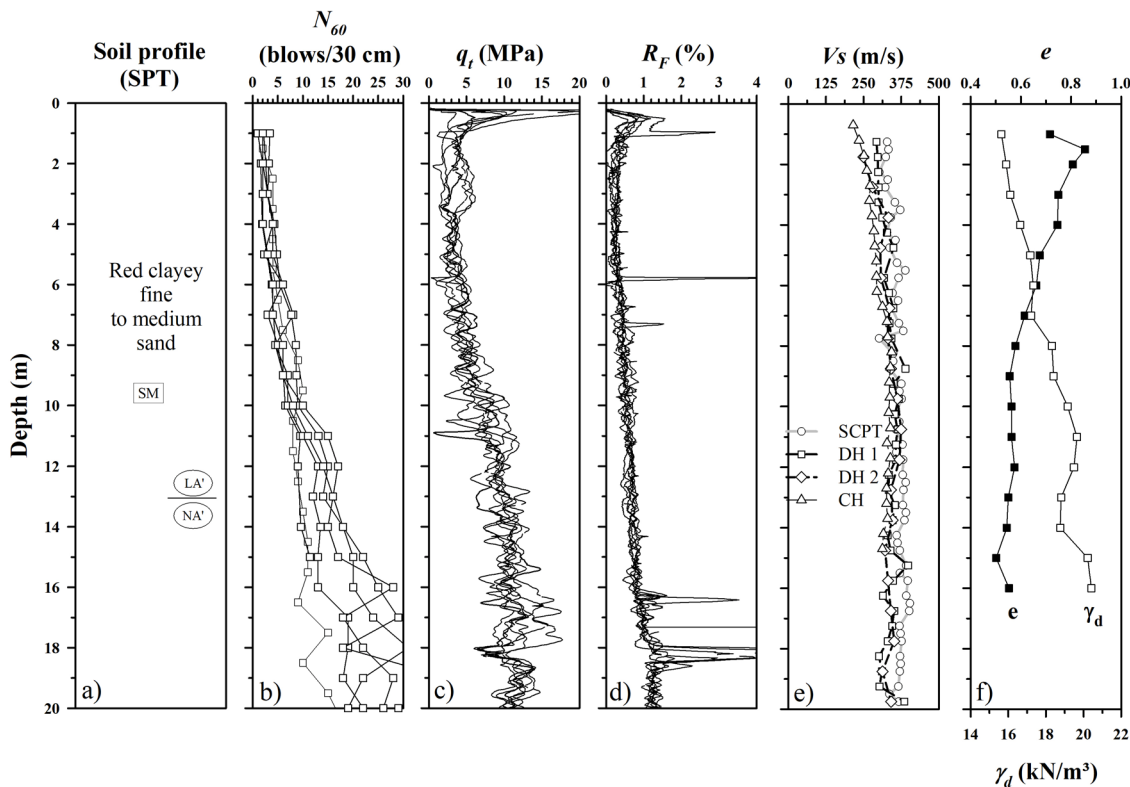 Soil profile
(SPT)
N60
(blows/30 cm)
qt (MPa)
RF (%)
Vs (m/s)
e
0 5 10 15 20 25 30
0 5 10 15 20
0 1 2 3 4
0 125 250 375 500
0.4 0.6 0.8 1.0
Depth (m)
0
2
4
6
8
10
12
14
16
18
20
Red clayey
fine
to medium
sand
SM
LA'
NA'
SCPT
DH 1
DH 2
CH
e
γd
a)
b)
c)
d)
e)
f)
14 16 18 20 22
γd (kN/m³)